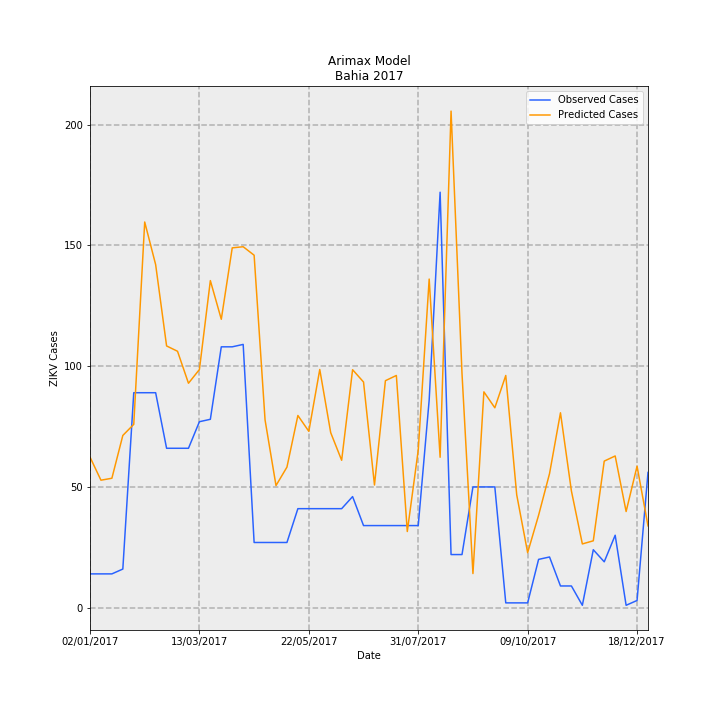 Arimax Model
Bahia 2017
Observed Cases
Predicted Cases
200
150
100
50
0
ZIKV Cases
02/01/2017
13/03/2017
22/05/2017
31/07/2017
09/10/2017
18/12/2017
Date